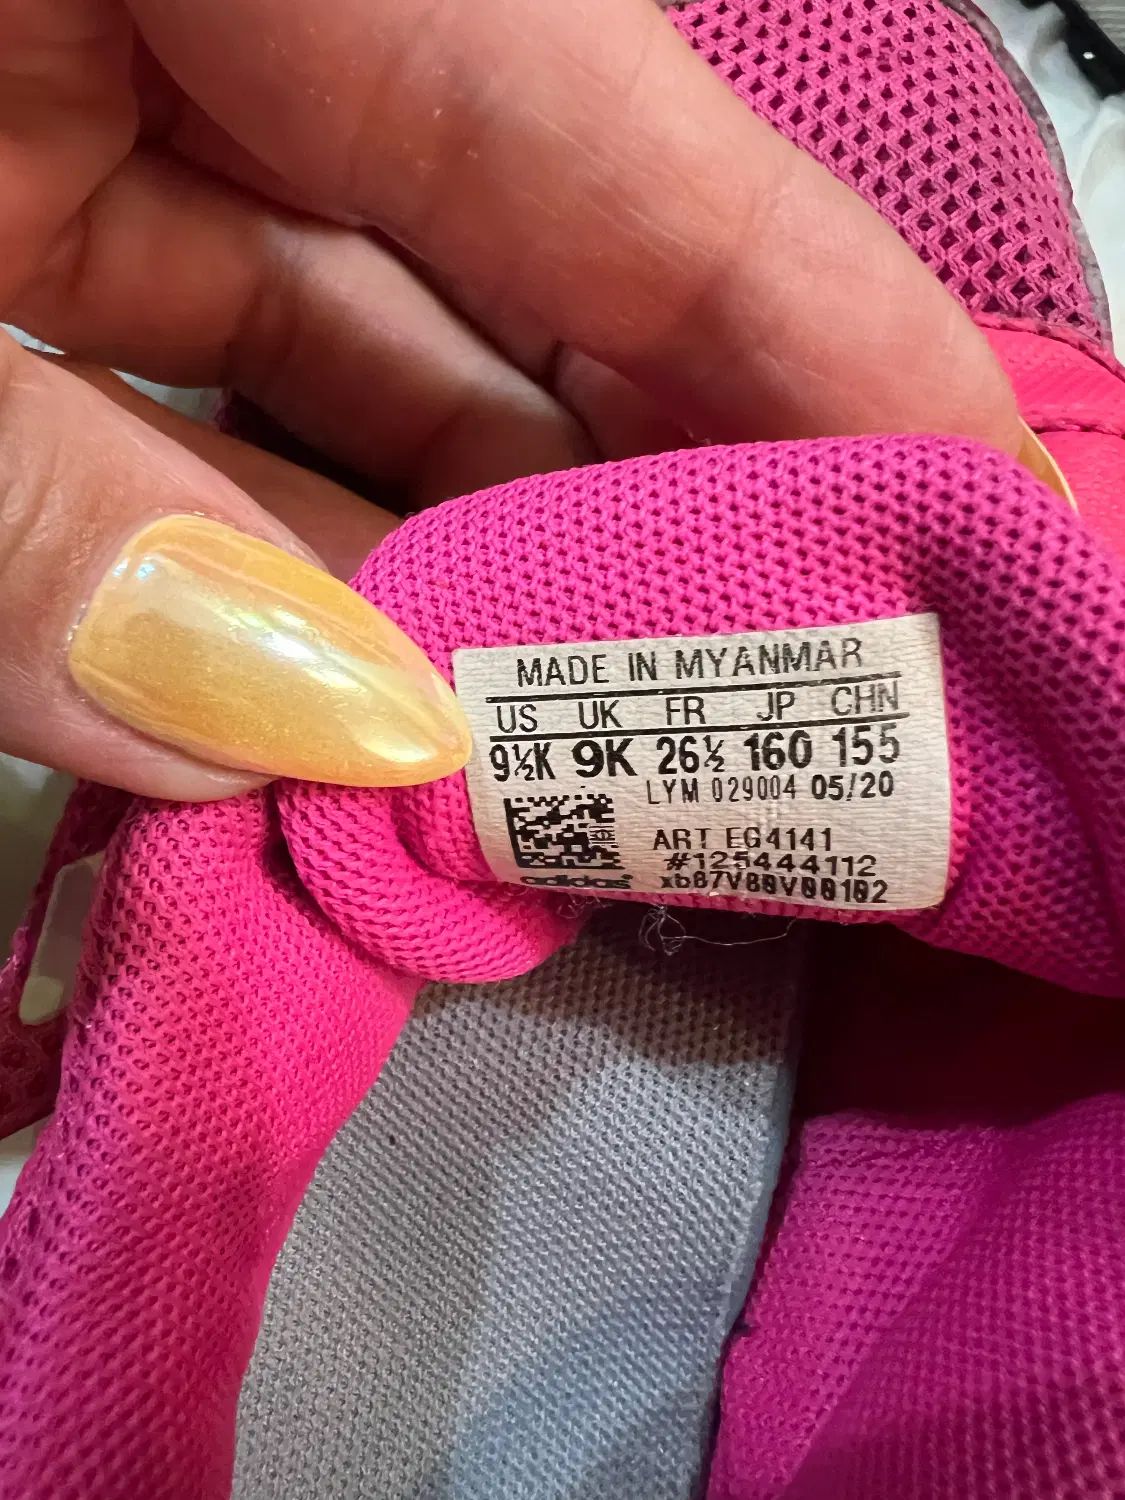 MADE IN MYANMAR
US UK FR JP CHN
9½K 9K 26½ 160 155
LYM 029004 05/20
ART EG4141
#125444112
adidas xb87V80V00102